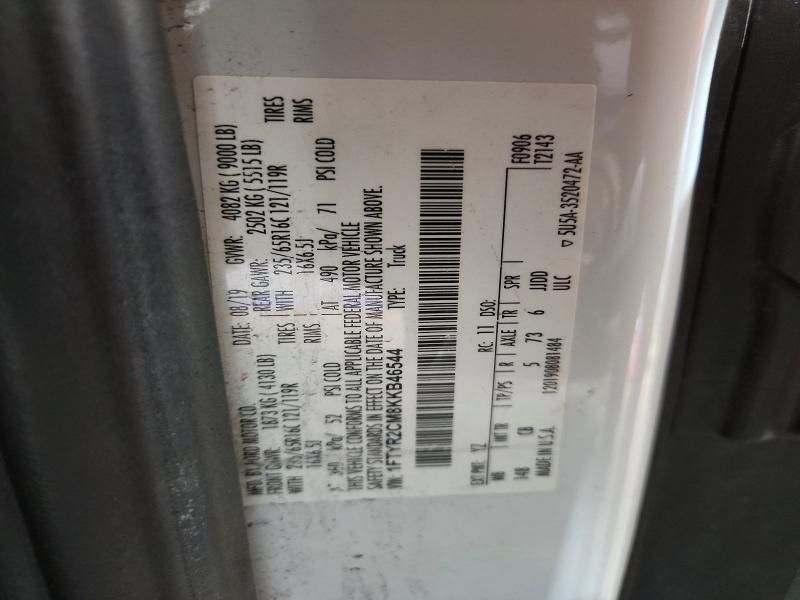 MFD. BY FORD MOTOR CO.
DATE: 08/19 GVWR: 4082 KG ( 9000 LB)
FRONT GAWR: 1873 KG ( 4130 LB) REAR GAWR: 2502 KG ( 5515 LB)
WITH 235/65R16C 121/119R TIRES WITH 235/65R16C 121/119R TIRES
16X6.5J RIMS 16X6.5J RIMS
kPa/ 52 PSI COLD AT 490 kPa/ 71 PSI COLD
THIS VEHICLE CONFORMS TO ALL APPLICABLE FEDERAL MOTOR VEHICLE
SAFETY STANDARDS IN EFFECT ON THE DATE OF MANUFACTURE SHOWN ABOVE.
VIN: 1FTYR2CM8KKB46544 TYPE: Truck
EXT PNT: YZ RC: 11 DSO: F0906
WB INT TR TP/PS R AXLE TR SPR T2143
148 CB 5 73 6 JJDD
MADE IN U.S.A. ULC
▽ 5U5A-3520472-AA